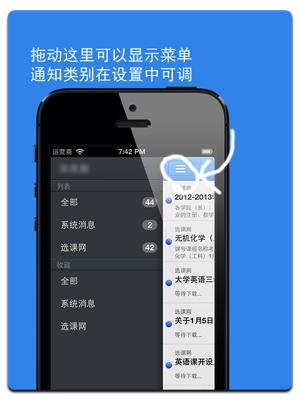 拖动这里可以显示菜单
通知类别在设置中可调
运营商 7:42 PM
列表
全部 44
系统消息 2
选课网 42
收藏
全部
系统消息
选课网
2012-2013
各学院（系）、
业的注册、教学
选课网
无机化学（
课号课程名称考
化学（工科）1月
选课网
大学英语三
等待下载...
选课网
关于1月5日
等待下载...
选课网
英语课开设
等待下载...